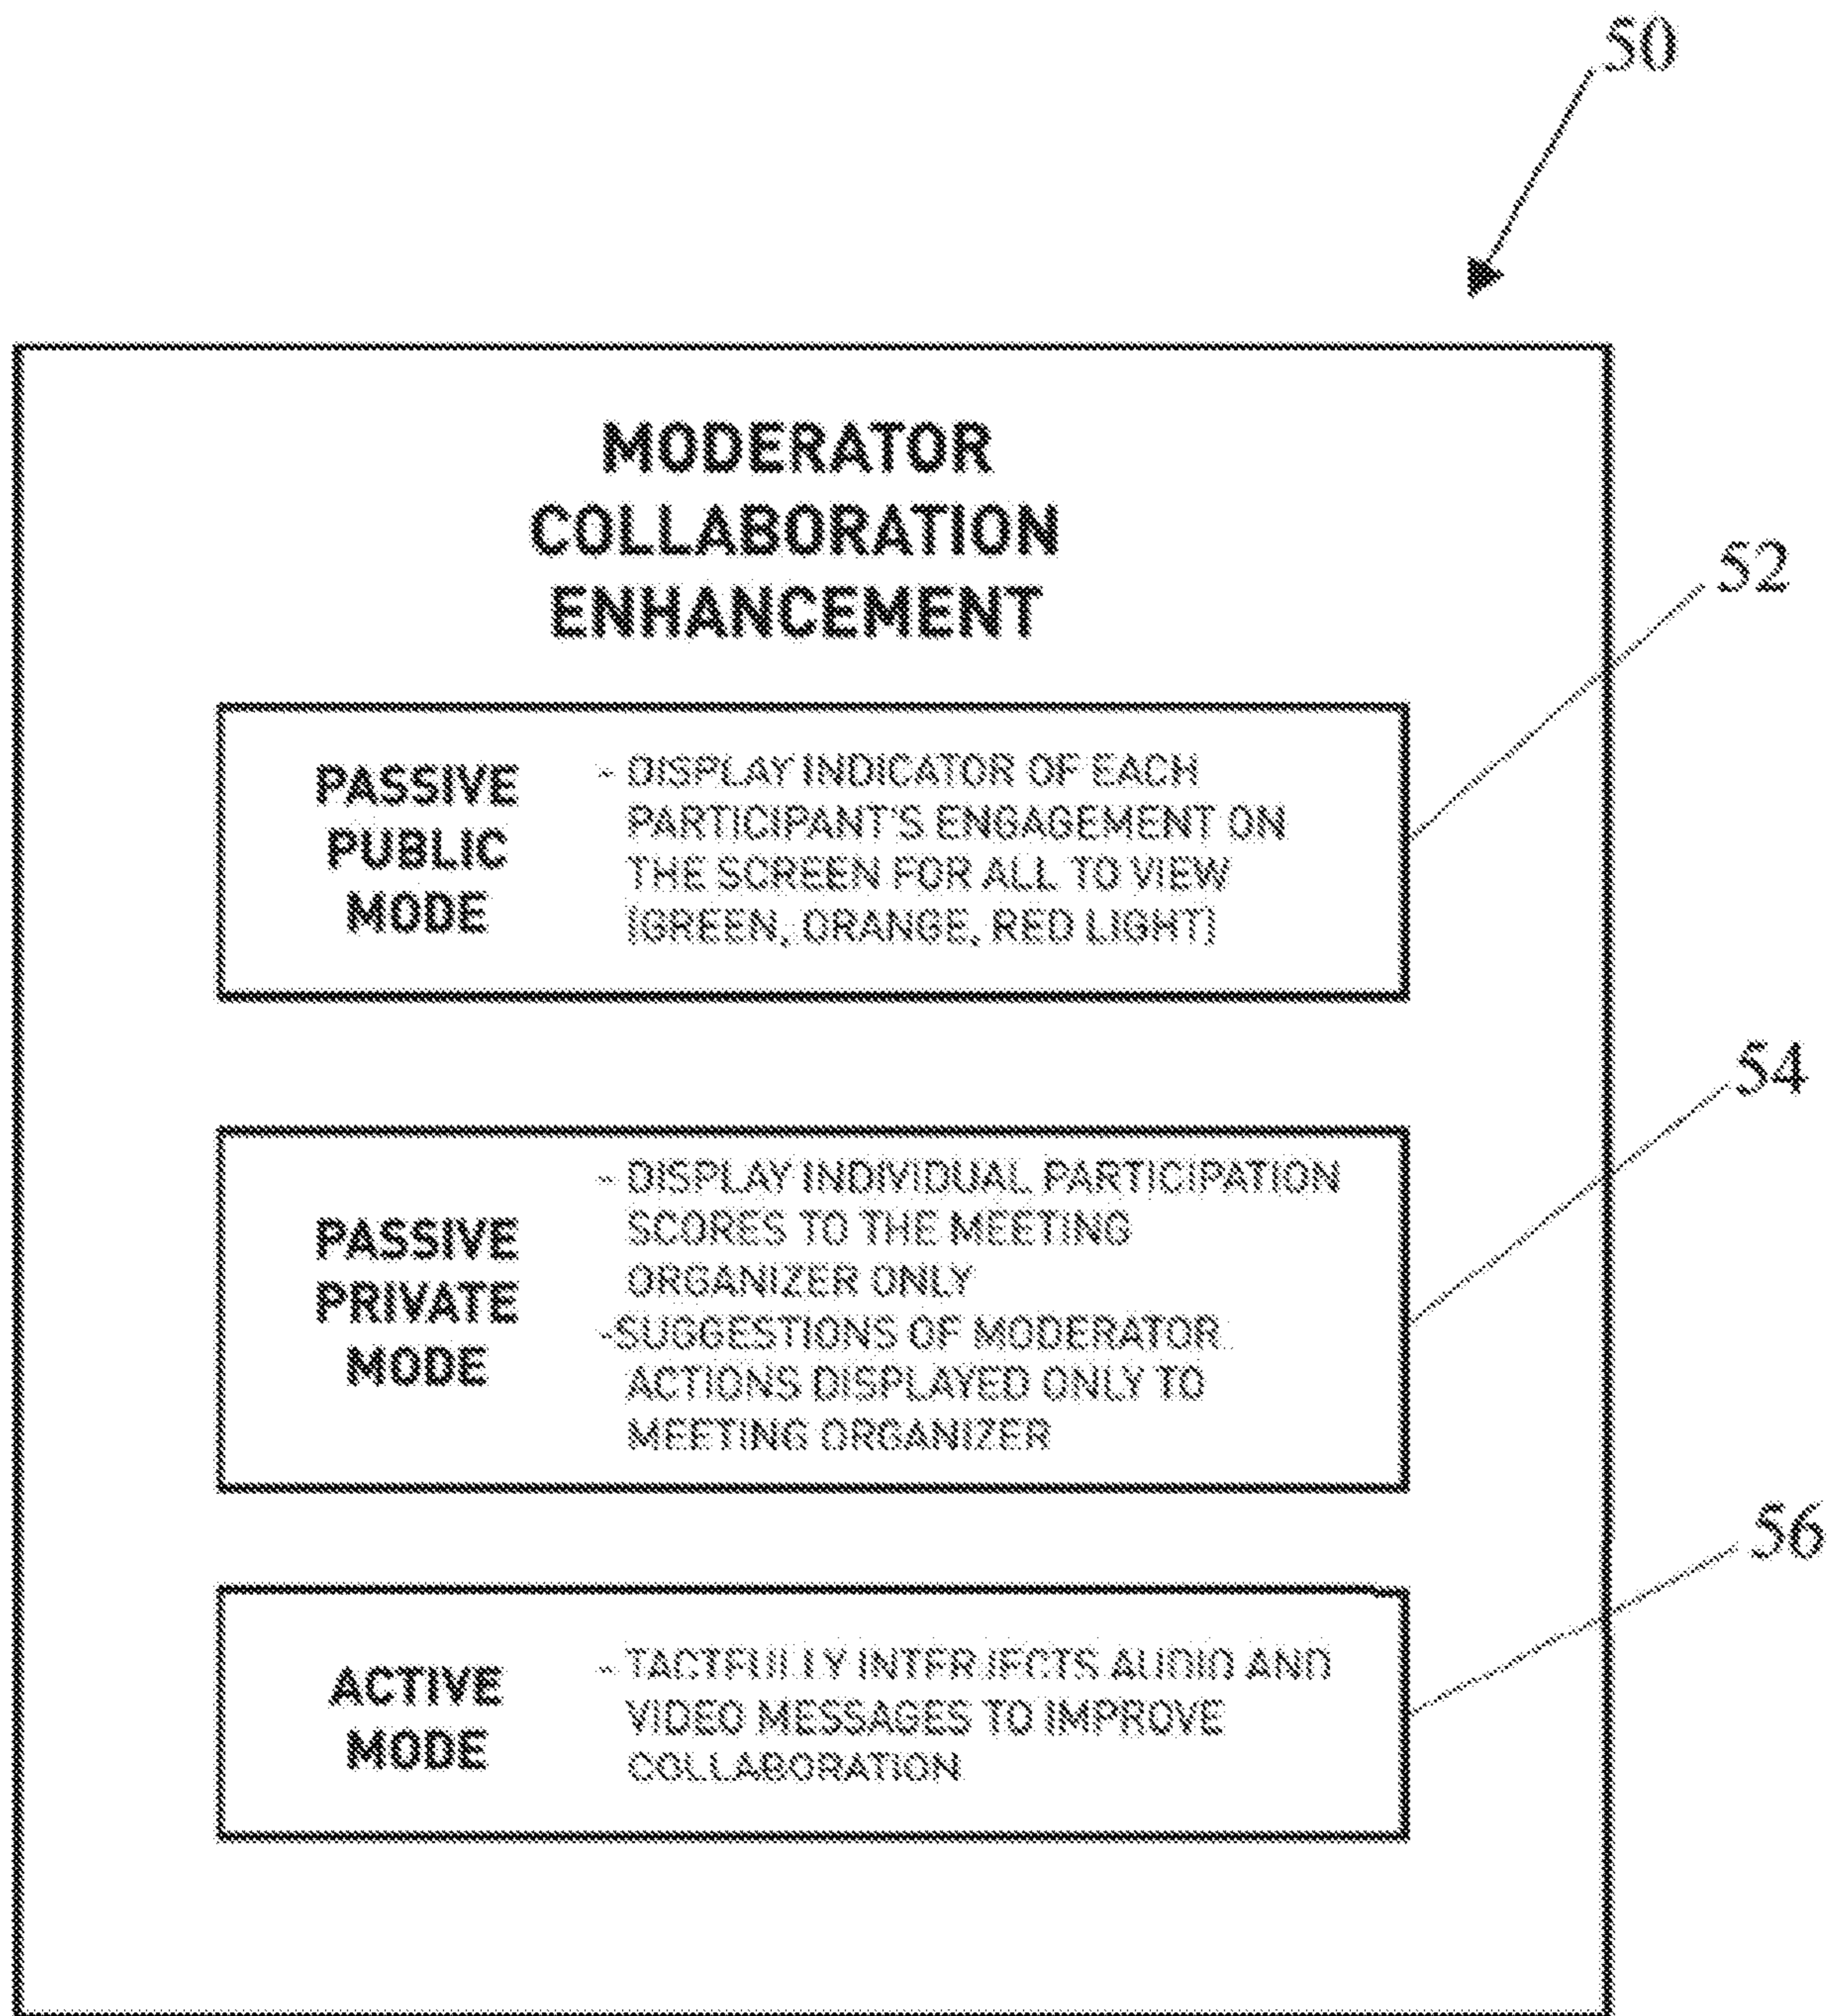 50
MODERATOR
COLLABORATION
ENHANCEMENT
52
PASSIVE
PUBLIC
MODE
- DISPLAY INDICATOR OF EACH
PARTICIPANT'S ENGAGEMENT ON
THE SCREEN FOR ALL TO VIEW
(GREEN, ORANGE, RED LIGHT)
54
PASSIVE
PRIVATE
MODE
- DISPLAY INDIVIDUAL PARTICIPATION
SCORES TO THE MEETING
ORGANIZER ONLY
-SUGGESTIONS OF MODERATOR
ACTIONS DISPLAYED ONLY TO
MEETING ORGANIZER
56
ACTIVE
MODE
- TACTFULLY INTERJECTS AUDIO AND
VIDEO MESSAGES TO IMPROVE
COLLABORATION